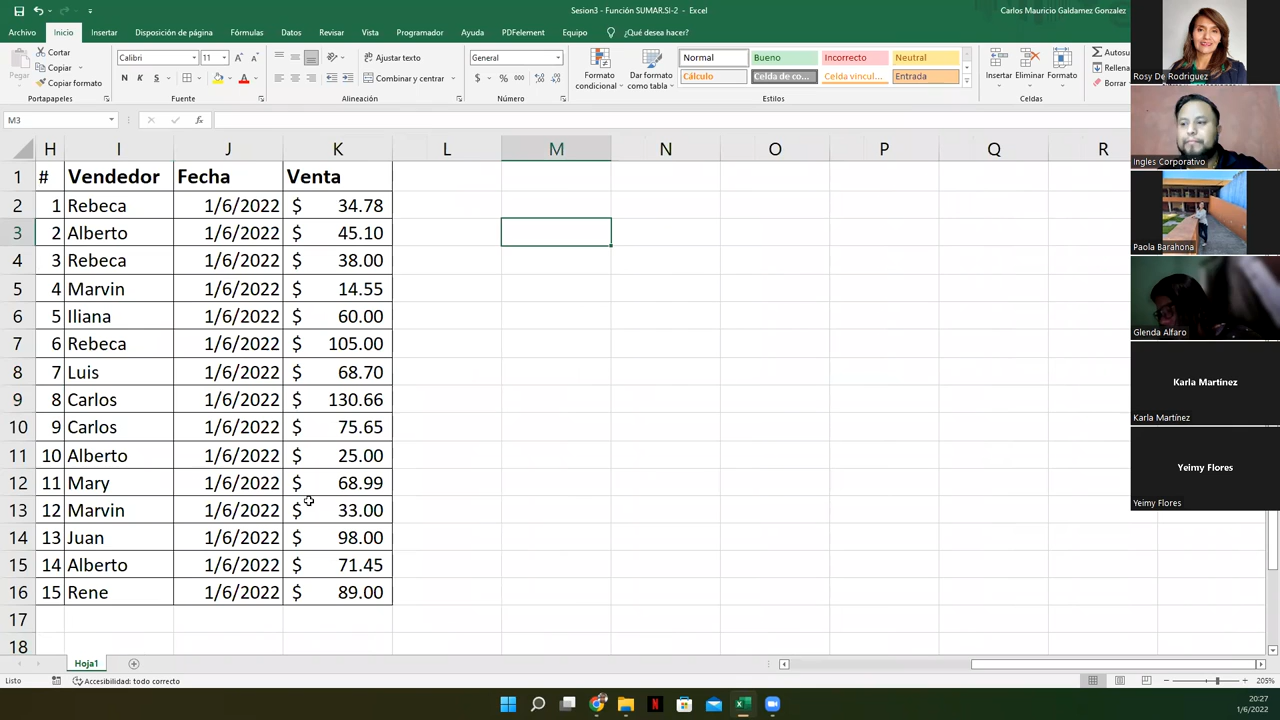 Sesion3 - Función SUMAR.SI-2 - Excel
Carlos Mauricio Galdamez Gonzalez
Archivo Inicio Insertar Disposición de página Fórmulas Datos Revisar Vista Programador Ayuda PDFelement Equipo ¿Qué desea hacer?
Pegar
Cortar
Copiar
Copiar formato
Portapapeles
Calibri 11
N K S
Fuente
Ajustar texto
Combinar y centrar
Alineación
General
$ % 000
Número
Formato condicional
Dar formato como tabla
Normal Bueno Incorrecto Neutral
Cálculo Celda de co... Celda vincul... Entrada
Estilos
Insertar Eliminar Formato
Celdas
Autosu
Rellena
Borrar
M3
fx
H I J K L M N O P Q R
1 # Vendedor Fecha Venta
2 1 Rebeca 1/6/2022 $ 34.78
3 2 Alberto 1/6/2022 $ 45.10
4 3 Rebeca 1/6/2022 $ 38.00
5 4 Marvin 1/6/2022 $ 14.55
6 5 Iliana 1/6/2022 $ 60.00
7 6 Rebeca 1/6/2022 $ 105.00
8 7 Luis 1/6/2022 $ 68.70
9 8 Carlos 1/6/2022 $ 130.66
10 9 Carlos 1/6/2022 $ 75.65
11 10 Alberto 1/6/2022 $ 25.00
12 11 Mary 1/6/2022 $ 68.99
13 12 Marvin 1/6/2022 $ 33.00
14 13 Juan 1/6/2022 $ 98.00
15 14 Alberto 1/6/2022 $ 71.45
16 15 Rene 1/6/2022 $ 89.00
17
18
Rosy De Rodriguez
Ingles Corporativo
Paola Barahona
Glenda Alfaro
Karla Martínez
Karla Martínez
Yeimy Flores
Yeimy Flores
Hoja1
Listo
Accesibilidad: todo correcto
205%
20:27
1/6/2022